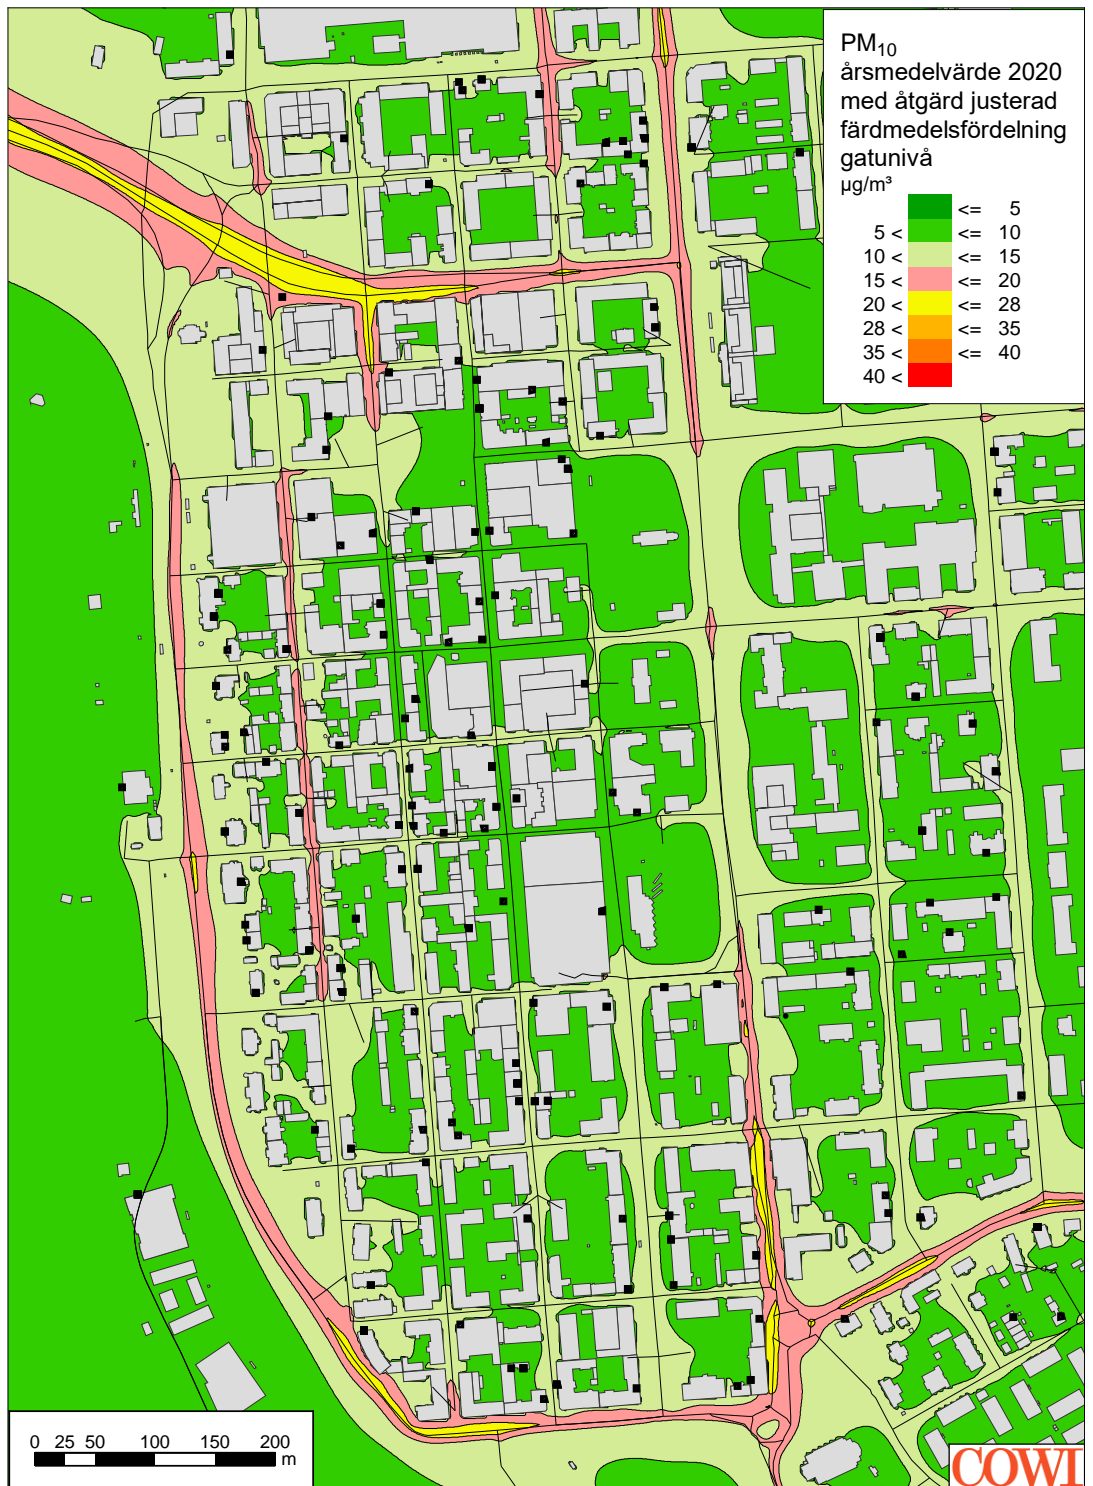 PM₁₀
årsmedelvärde 2020
med åtgärd justerad
färdmedelsfördelning
gatunivå
µg/m³
<= 5
5 < <= 10
10 < <= 15
15 < <= 20
20 < <= 28
28 < <= 35
35 < <= 40
40 <
0 25 50 100 150 200
m
COWI